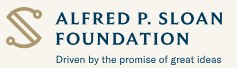 ALFRED P. SLOAN
FOUNDATION
Driven by the promise of great ideas